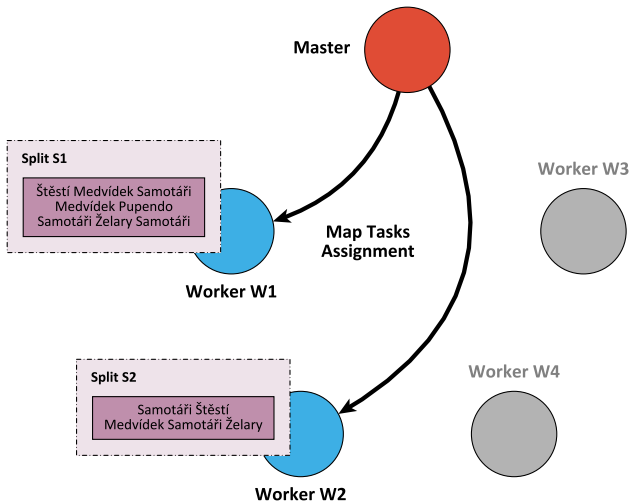 Master
Split S1
Štěstí Medvídek Samotáři
Medvídek Pupendo
Samotáři Želary Samotáři
Worker W3
Map Tasks
Assignment
Worker W1
Split S2
Samotáři Štěstí
Medvídek Samotáři Želary
Worker W4
Worker W2